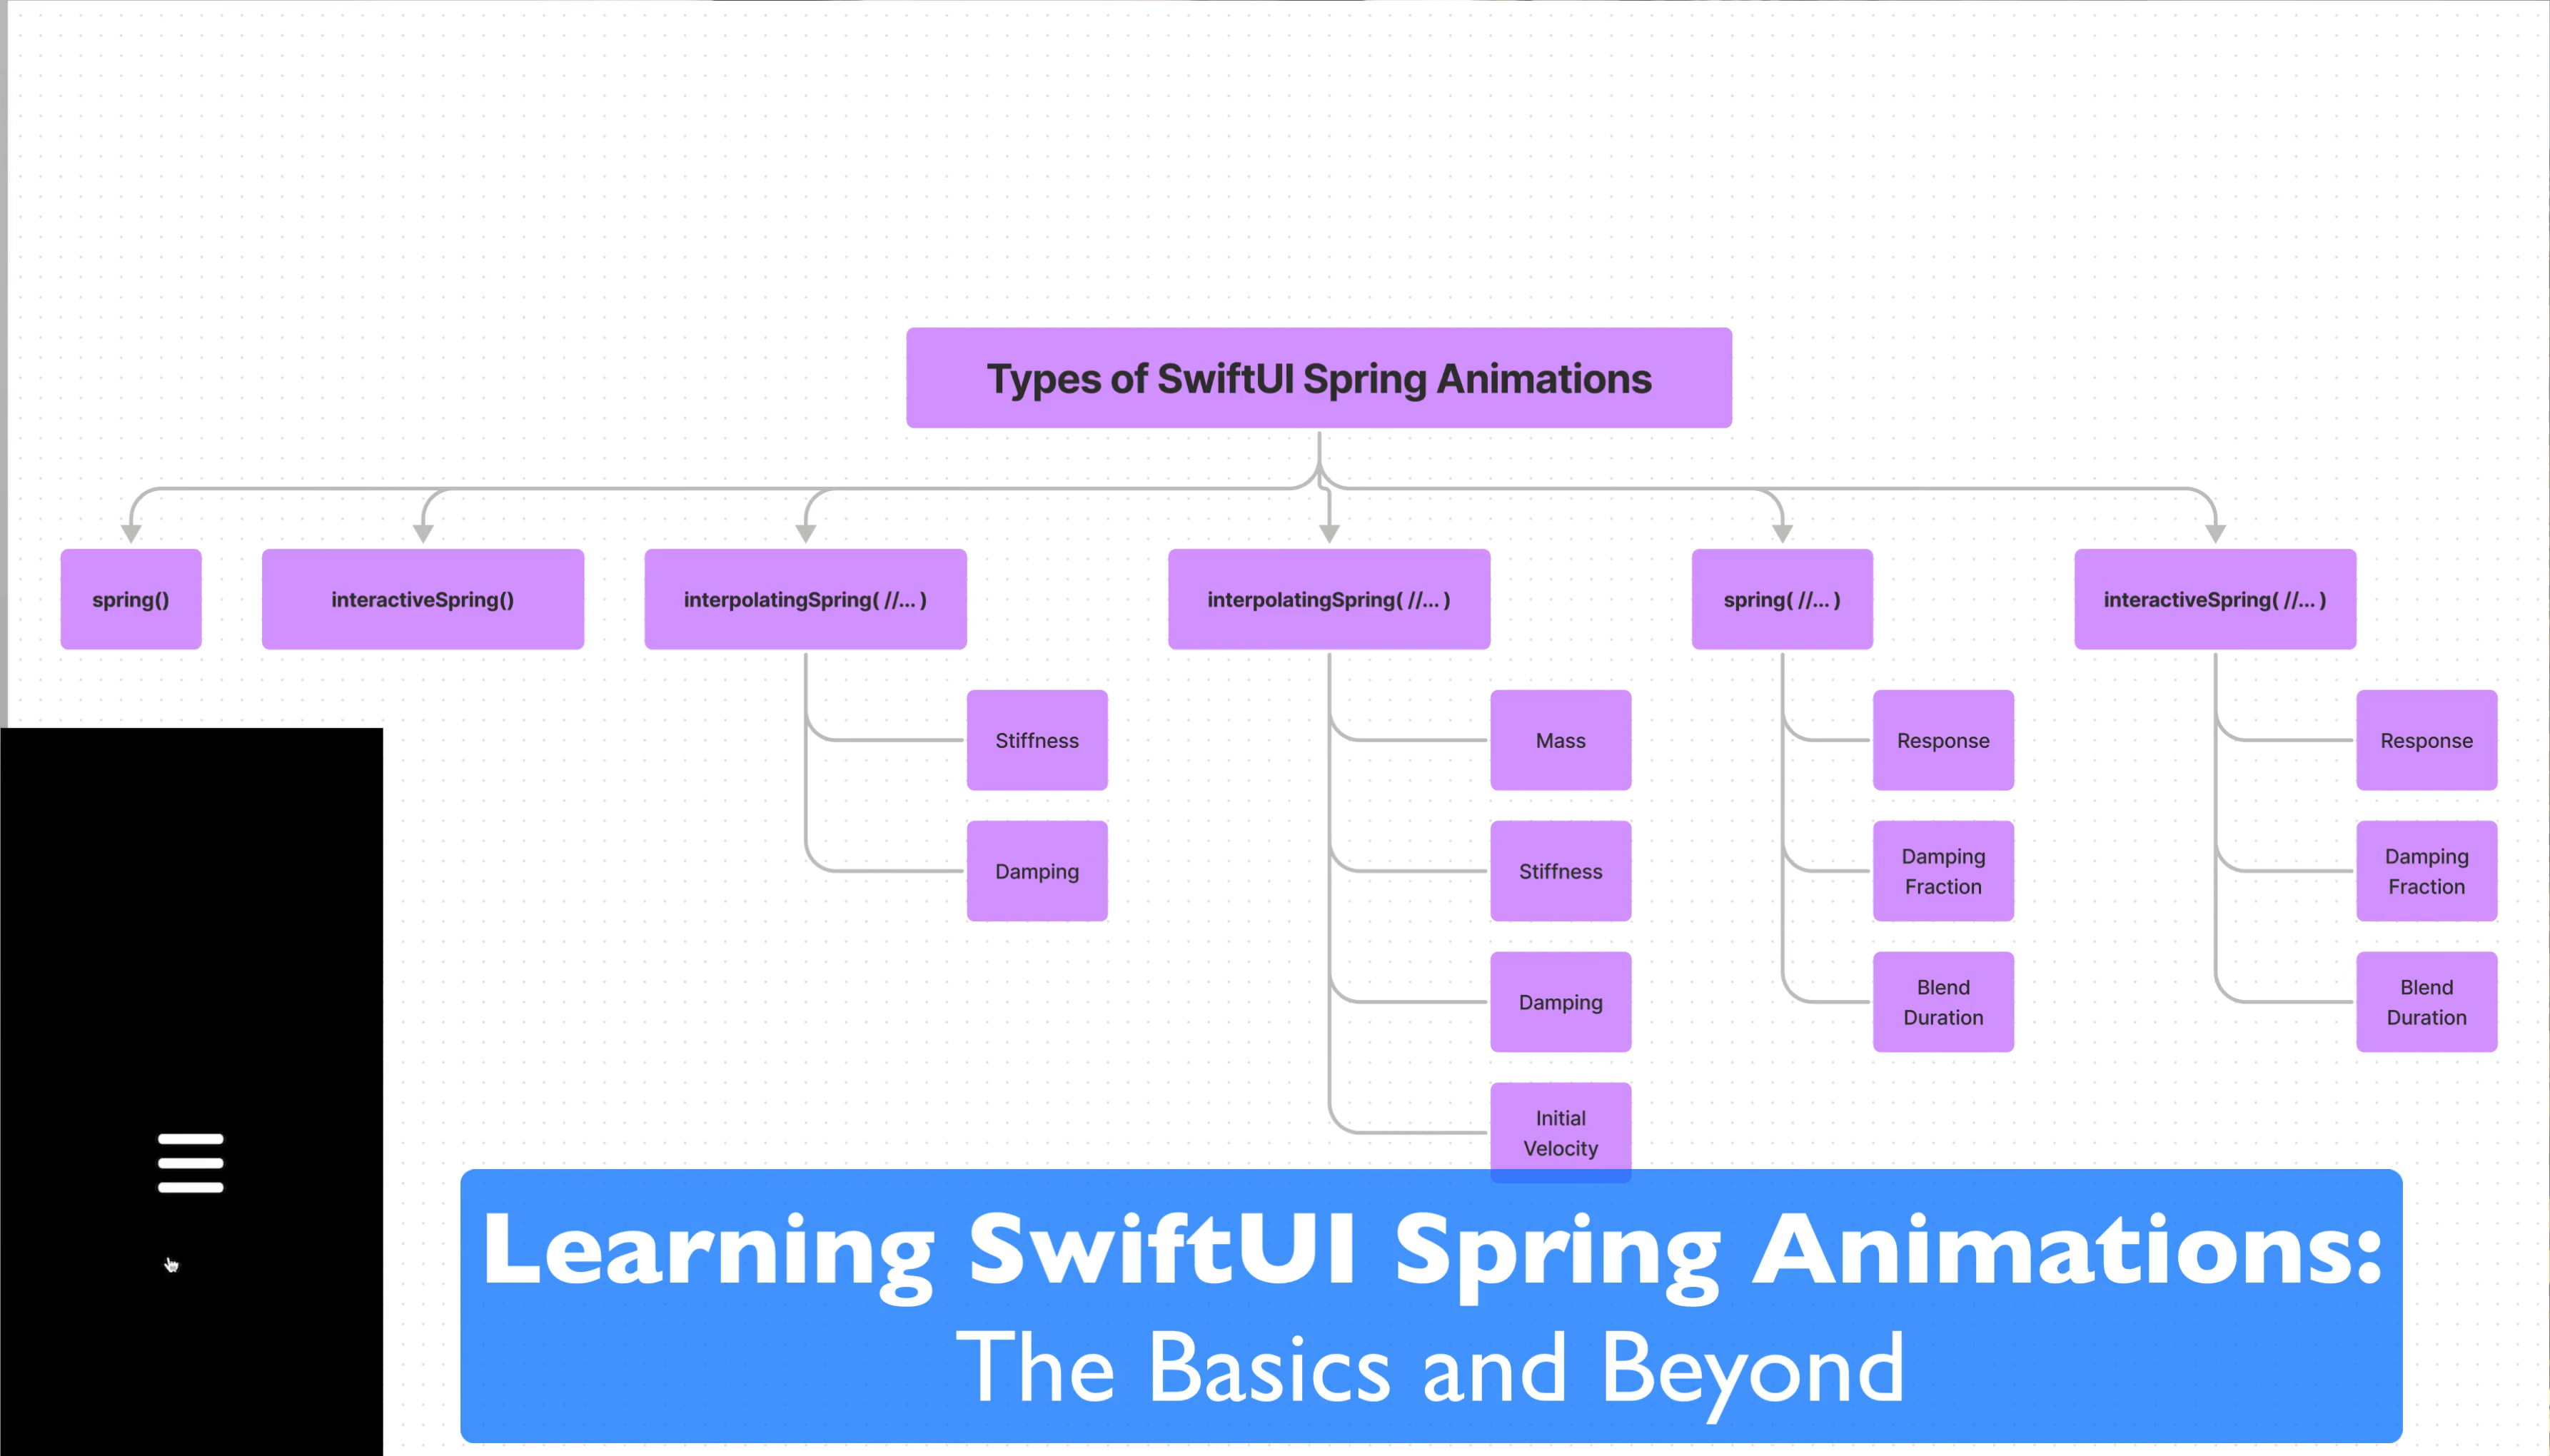 Types of SwiftUI Spring Animations
spring()
interactiveSpring()
interpolatingSpring( //... )
interpolatingSpring( //... )
spring( //... )
interactiveSpring( //... )
Stiffness
Damping
Mass
Stiffness
Damping
Initial
Velocity
Response
Damping
Fraction
Blend
Duration
Response
Damping
Fraction
Blend
Duration
Learning SwiftUI Spring Animations:
The Basics and Beyond